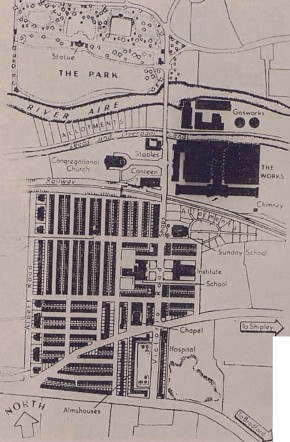 Statue
THE PARK
RIVER AIRE
ALLOTMENTS
Gasworks
Leeds and Liverpool Canal
Stables
Congregational
Church
Canteen
THE
WORKS
Railway
Chimney
Sunday School
Institute
School
Albert Road
Chapel
To Shipley
Hospital
NORTH
Almshouses
To Bradford